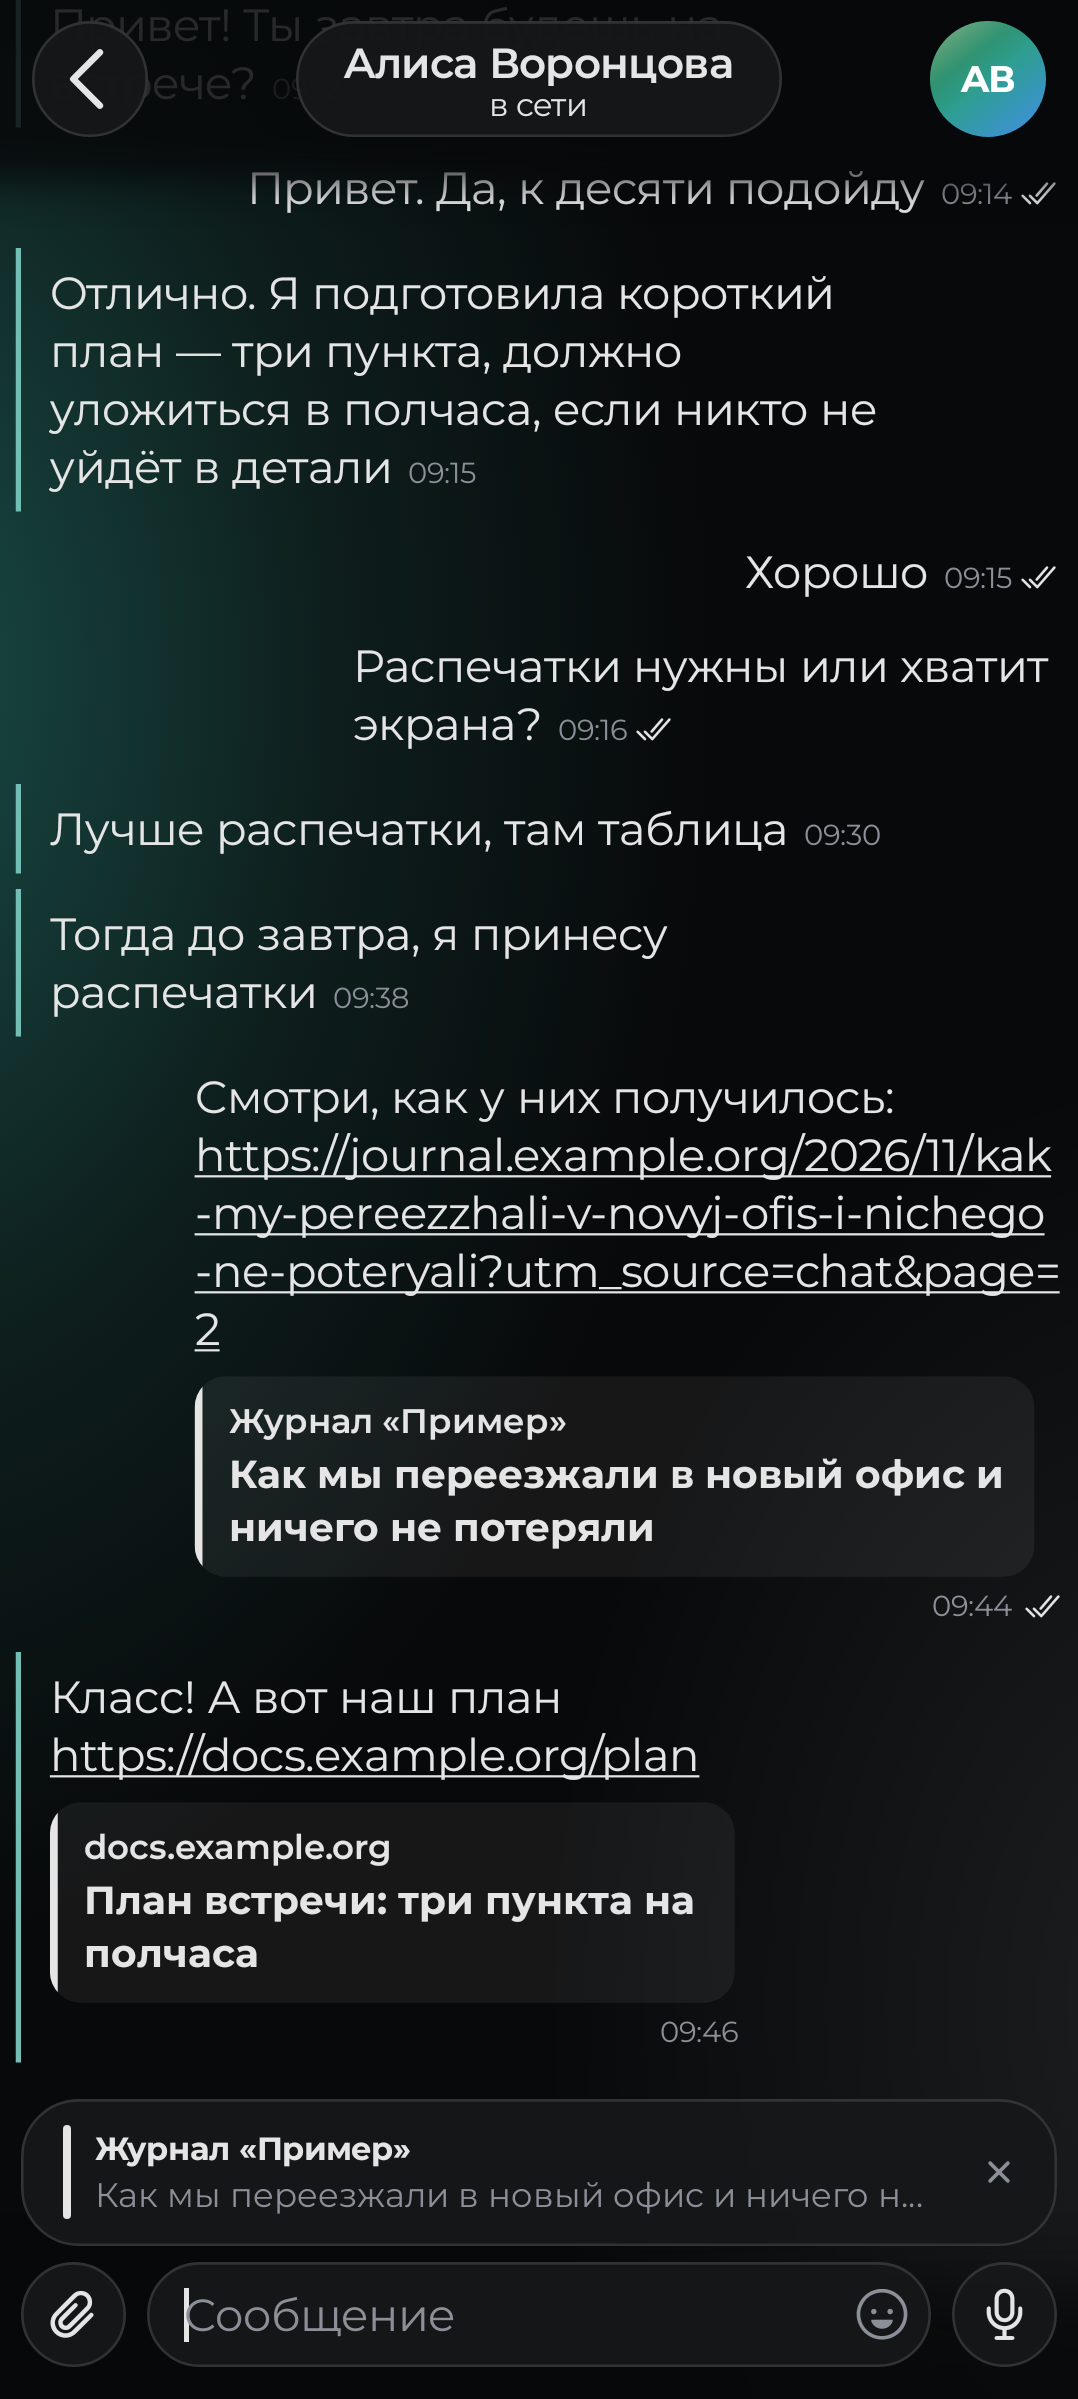 Привет! Ты завтра будешь на
Алиса Воронцова
в сети
АВ
Привет. Да, к десяти подойду 09:14
Отлично. Я подготовила короткий
план — три пункта, должно
уложиться в полчаса, если никто не
уйдёт в детали 09:15
Хорошо 09:15
Распечатки нужны или хватит
экрана? 09:16
Лучше распечатки, там таблица 09:30
Тогда до завтра, я принесу
распечатки 09:38
Смотри, как у них получилось:
https://journal.example.org/2026/11/kak
-my-pereezzhali-v-novyj-ofis-i-nichego
-ne-poteryali?utm_source=chat&page=
2
Журнал «Пример»
Как мы переезжали в новый офис и
ничего не потеряли
09:44
Класс! А вот наш план
https://docs.example.org/plan
docs.example.org
План встречи: три пункта на
полчаса
09:46
Журнал «Пример»
Как мы переезжали в новый офис и ничего н...
Сообщение